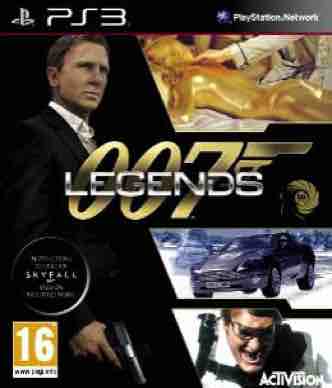 PS3
PlayStation®Network
007
LEGENDS
SKYFALL
16
www.pegi.info
ACTIVISION